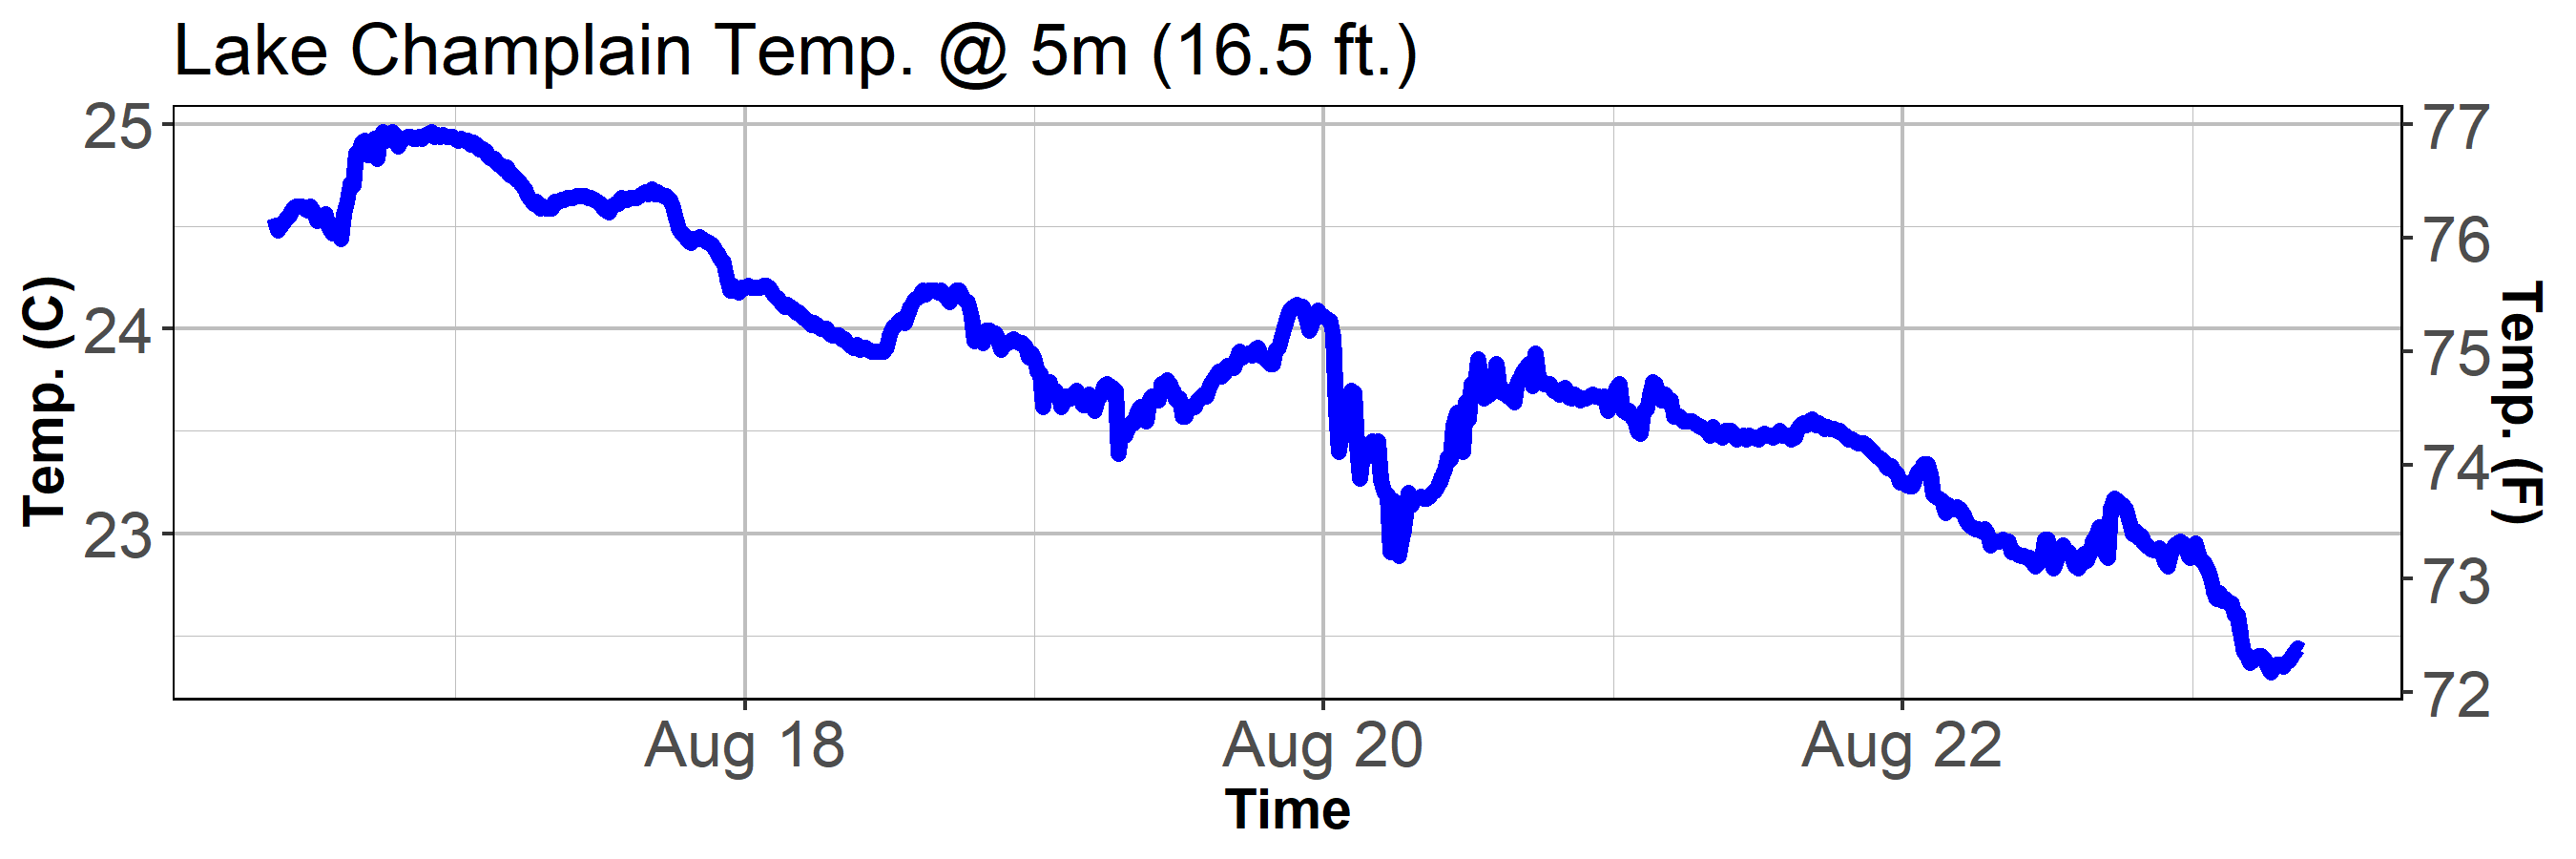 Lake Champlain Temp. @ 5m (16.5 ft.)
25
24
23
Temp. (C)
77
76
75
74
73
72
Temp. (F)
Aug 18
Aug 20
Aug 22
Time